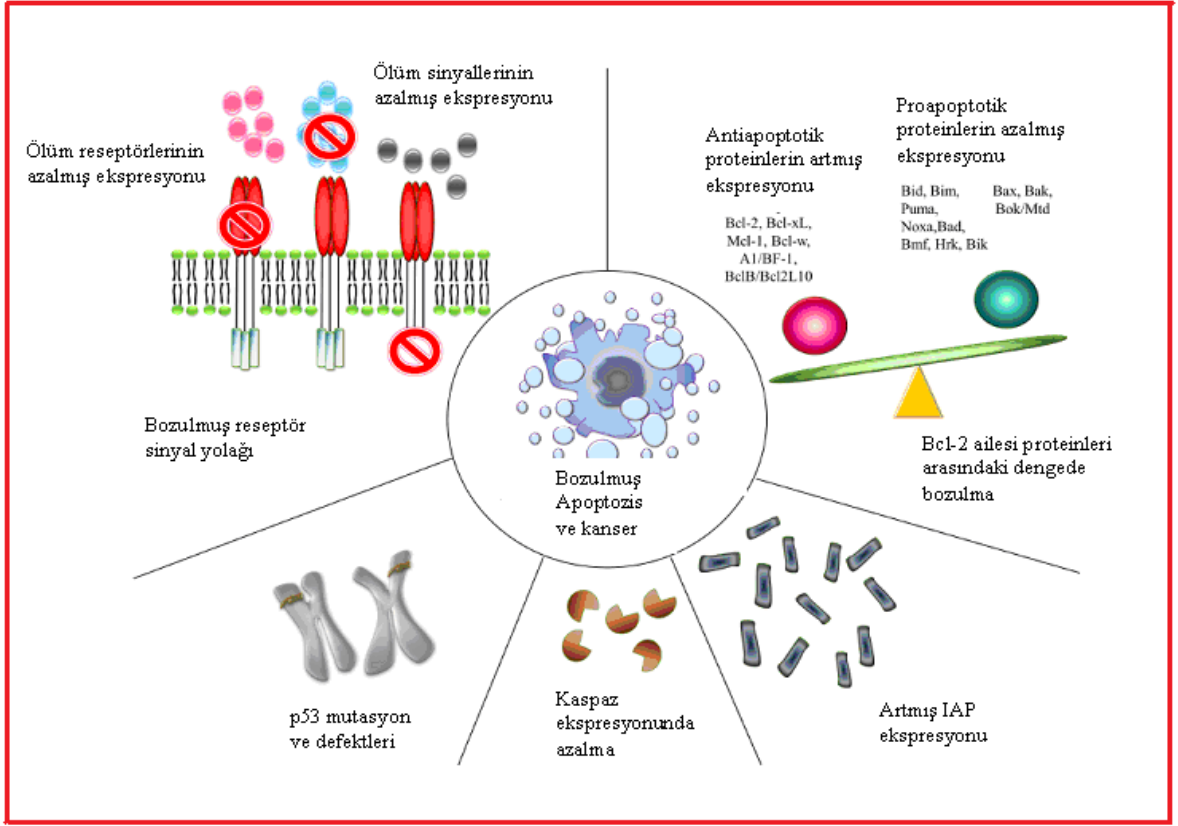 Ölüm sinyallerinin
azalmış ekspresyonu
Ölüm reseptörlerinin
azalmış ekspresyonu
Bozulmuş reseptör
sinyal yolağı
Antiapoptotik
proteinlerin artmış
ekspresyonu
Bcl-2, Bcl-xL,
Mcl-1, Bcl-w,
A1/BF-1,
BclB/Bcl2L10
Proapoptotik
proteinlerin azalmış
ekspresyonu
Bid, Bim, Bax, Bak,
Puma, Bok/Mtd
Noxa,Bad,
Bmf, Hrk, Bik
Bcl-2 ailesi proteinleri
arasındaki dengede
bozulma
Bozulmuş
Apoptozis
ve kanser
p53 mutasyon
ve defektleri
Kaspaz
ekspresyonunda
azalma
Artmış IAP
ekspresyonu